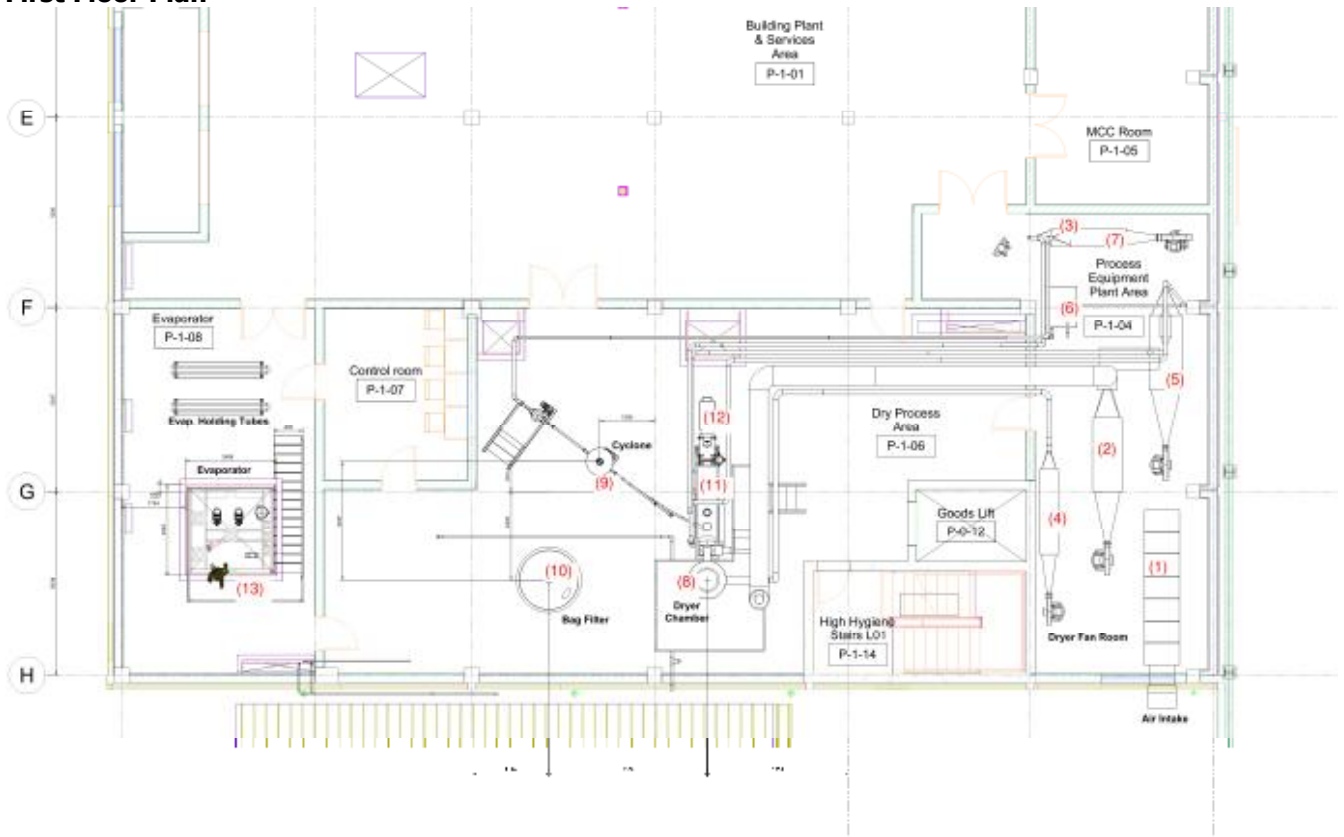 First Floor Plan
Building Plant
& Services
Area
P-1-01
E
MCC Room
P-1-05
(3)
(7)
Process
Equipment
Plant Area
F
(6)
P-1-04
Evaporator
P-1-08
Control room
P-1-07
(5)
(12)
Dry Process
Area
P-1-06
Evap. Holding Tubes
Cyclone
(2)
Evaporator
(9)
(11)
G
Goods Lift
P-0-12
(4)
(1)
(10)
(8)
(13)
Dryer
Chamber
Bag Filter
High Hygiene
Stairs L01
P-1-14
Dryer Fan Room
H
Air Intake